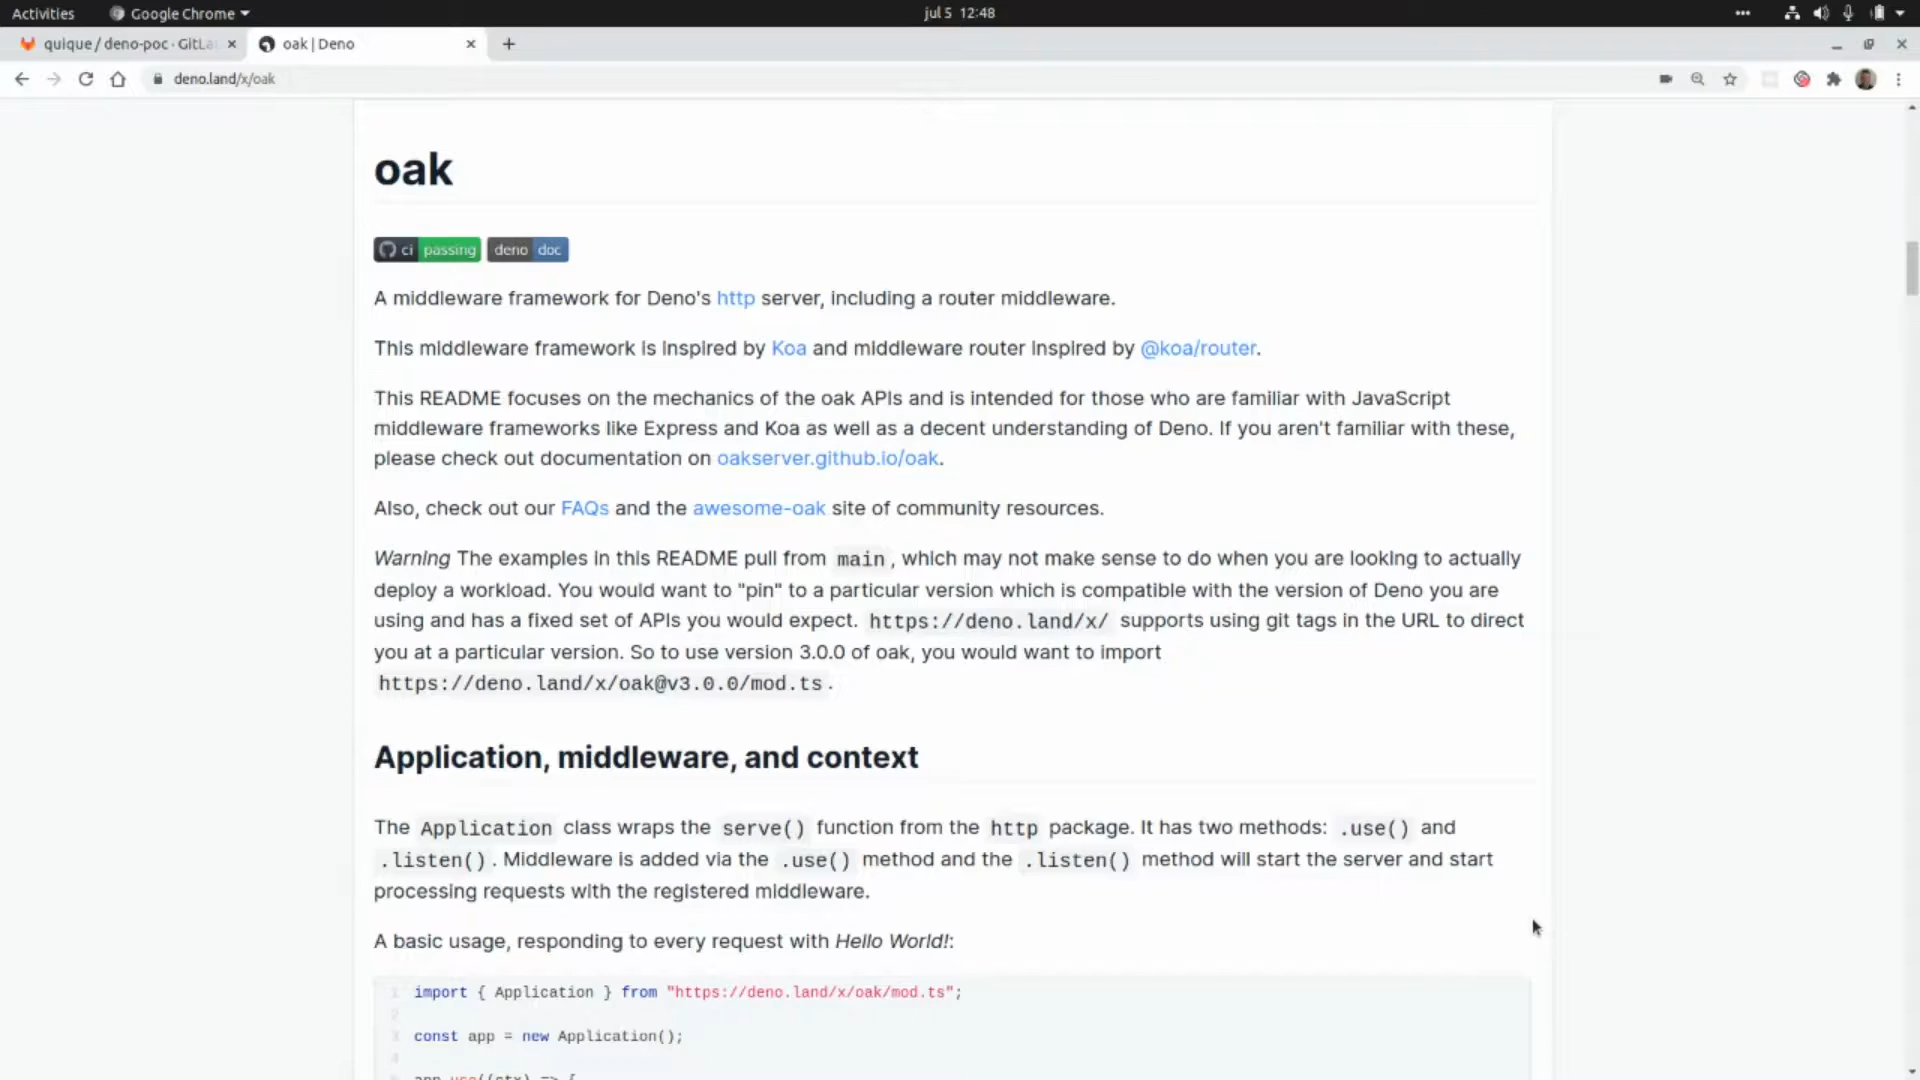 Activities
Google Chrome
jul 5 12:48
quique / deno-poc · GitLa
oak | Deno
deno.land/x/oak
oak
ci passing deno doc
A middleware framework for Deno's http server, including a router middleware.
This middleware framework is inspired by Koa and middleware router inspired by @koa/router.
This README focuses on the mechanics of the oak APIs and is intended for those who are familiar with JavaScript
middleware frameworks like Express and Koa as well as a decent understanding of Deno. If you aren't familiar with these,
please check out documentation on oakserver.github.io/oak.
Also, check out our FAQs and the awesome-oak site of community resources.
Warning The examples in this README pull from main, which may not make sense to do when you are looking to actually
deploy a workload. You would want to "pin" to a particular version which is compatible with the version of Deno you are
using and has a fixed set of APIs you would expect. https://deno.land/x/ supports using git tags in the URL to direct
you at a particular version. So to use version 3.0.0 of oak, you would want to import
https://deno.land/x/oak@v3.0.0/mod.ts.
Application, middleware, and context
The Application class wraps the serve() function from the http package. It has two methods: .use() and
.listen(). Middleware is added via the .use() method and the .listen() method will start the server and start
processing requests with the registered middleware.
A basic usage, responding to every request with Hello World!:
1 import { Application } from "https://deno.land/x/oak/mod.ts";
2
3 const app = new Application();
4
app.use((ctx) => {